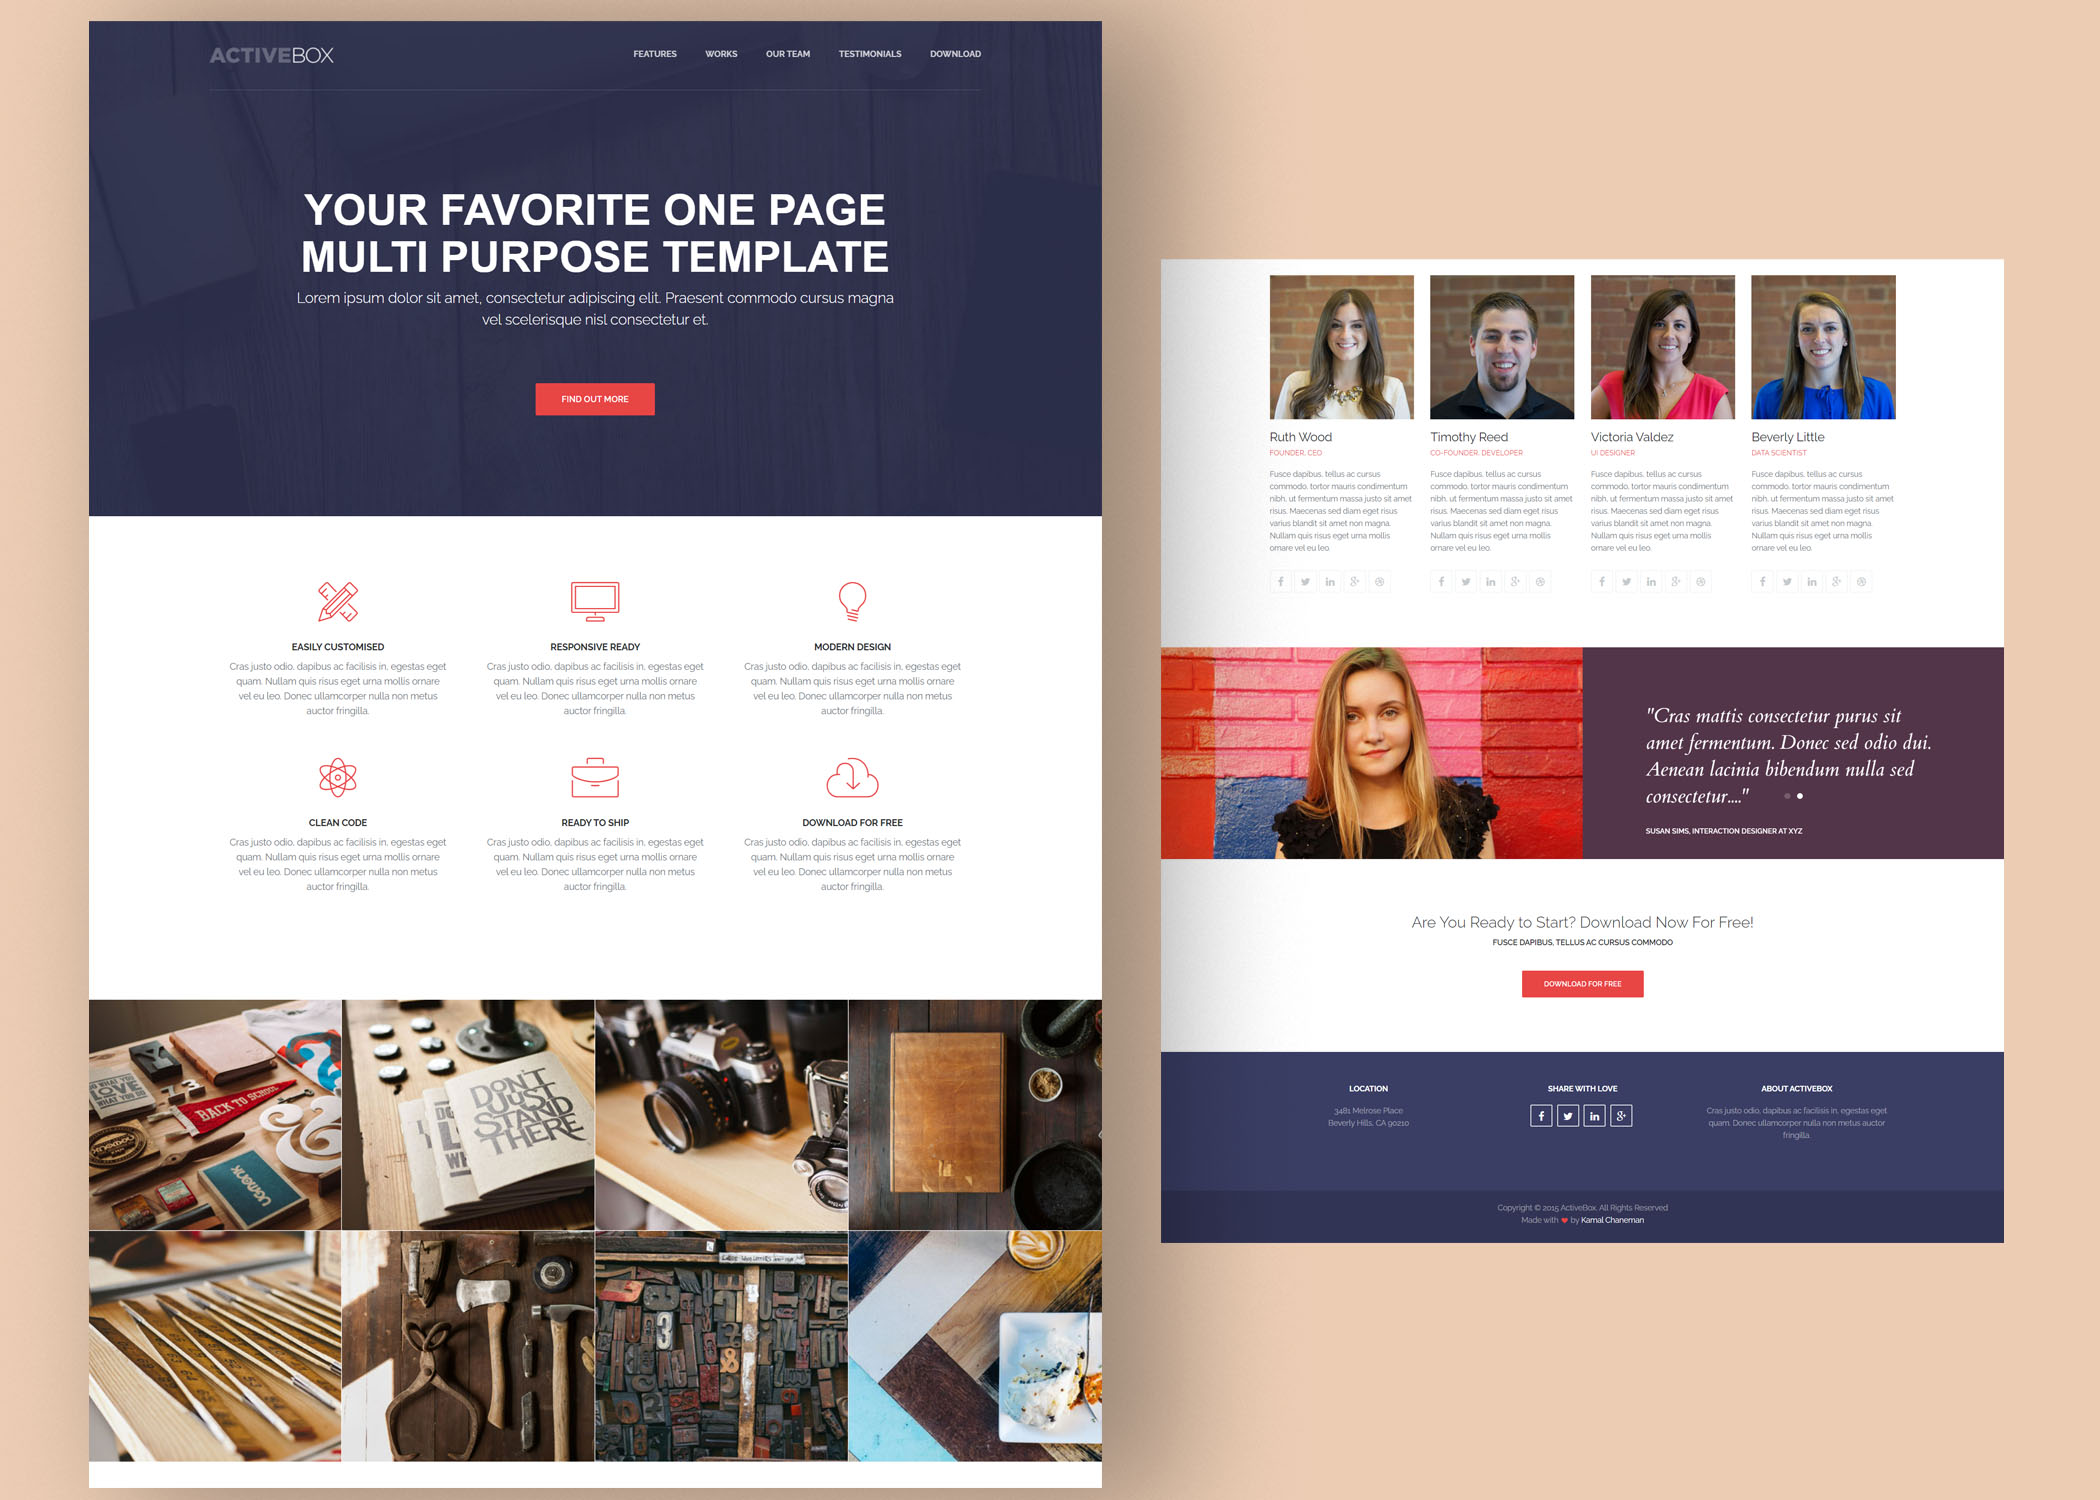 ACTIVEBOX
FEATURES WORKS OUR TEAM TESTIMONIALS DOWNLOAD
YOUR FAVORITE ONE PAGE
MULTI PURPOSE TEMPLATE
Lorem ipsum dolor sit amet, consectetur adipiscing elit. Praesent commodo cursus magna
vel scelerisque nisl consectetur et.
FIND OUT MORE
EASILY CUSTOMISED
Cras justo odio, dapibus ac facilisis in, egestas eget
quam. Nullam quis risus eget urna mollis ornare
vel eu leo. Donec ullamcorper nulla non metus
auctor fringilla.
RESPONSIVE READY
Cras justo odio, dapibus ac facilisis in, egestas eget
quam. Nullam quis risus eget urna mollis ornare
vel eu leo. Donec ullamcorper nulla non metus
auctor fringilla.
MODERN DESIGN
Cras justo odio, dapibus ac facilisis in, egestas eget
quam. Nullam quis risus eget urna mollis ornare
vel eu leo. Donec ullamcorper nulla non metus
auctor fringilla.
CLEAN CODE
Cras justo odio, dapibus ac facilisis in, egestas eget
quam. Nullam quis risus eget urna mollis ornare
vel eu leo. Donec ullamcorper nulla non metus
auctor fringilla.
READY TO SHIP
Cras justo odio, dapibus ac facilisis in, egestas eget
quam. Nullam quis risus eget urna mollis ornare
vel eu leo. Donec ullamcorper nulla non metus
auctor fringilla.
DOWNLOAD FOR FREE
Cras justo odio, dapibus ac facilisis in, egestas eget
quam. Nullam quis risus eget urna mollis ornare
vel eu leo. Donec ullamcorper nulla non metus
auctor fringilla.
LOVE
BACK TO SCHOOL
&
DON'T
JUST
STAND
THERE
3
8
Ruth Wood
FOUNDER, CEO
Fusce dapibus, tellus ac cursus
commodo, tortor mauris condimentum
nibh, ut fermentum massa justo sit amet
risus. Maecenas sed diam eget risus
varius blandit sit amet non magna.
Nullam quis risus eget urna mollis
ornare vel eu leo.
Timothy Reed
CO-FOUNDER, DEVELOPER
Fusce dapibus, tellus ac cursus
commodo, tortor mauris condimentum
nibh, ut fermentum massa justo sit amet
risus. Maecenas sed diam eget risus
varius blandit sit amet non magna.
Nullam quis risus eget urna mollis
ornare vel eu leo.
Victoria Valdez
UI DESIGNER
Fusce dapibus, tellus ac cursus
commodo, tortor mauris condimentum
nibh, ut fermentum massa justo sit amet
risus. Maecenas sed diam eget risus
varius blandit sit amet non magna.
Nullam quis risus eget urna mollis
ornare vel eu leo.
Beverly Little
DATA SCIENTIST
Fusce dapibus, tellus ac cursus
commodo, tortor mauris condimentum
nibh, ut fermentum massa justo sit amet
risus. Maecenas sed diam eget risus
varius blandit sit amet non magna.
Nullam quis risus eget urna mollis
ornare vel eu leo.
"Cras mattis consectetur purus sit
amet fermentum. Donec sed odio dui.
Aenean lacinia bibendum nulla sed
consectetur...."
SUSAN SIMS, INTERACTION DESIGNER AT XYZ
Are You Ready to Start? Download Now For Free!
FUSCE DAPIBUS, TELLUS AC CURSUS COMMODO
DOWNLOAD FOR FREE
LOCATION
3481 Melrose Place
Beverly Hills, CA 90210
SHARE WITH LOVE
ABOUT ACTIVEBOX
Cras justo odio, dapibus ac facilisis in, egestas eget
quam. Donec ullamcorper nulla non metus auctor
fringilla.
Copyright © 2015 ActiveBox. All Rights Reserved
Made with ♥ by Kamal Chaneman